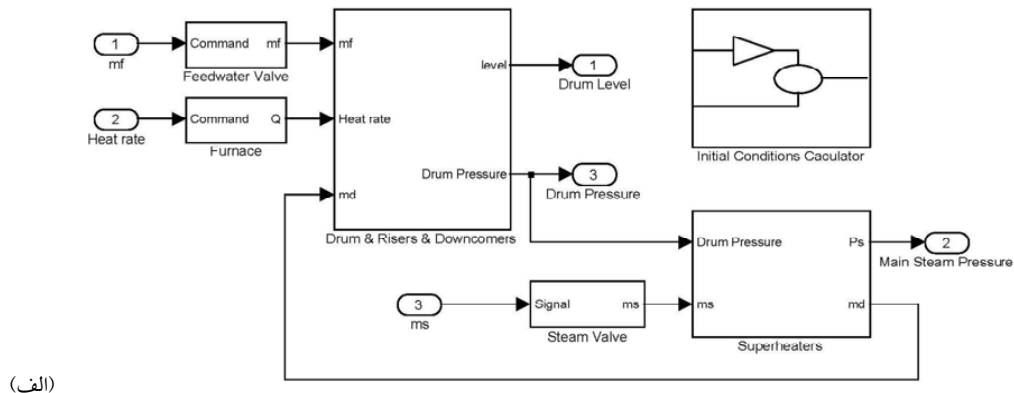 1
mf
Command mf
Feedwater Valve
2
Heat rate
Command Q
Furnace
mf
level
Heat rate
Drum Pressure
md
Drum & Risers & Downcomers
1
Drum Level
3
Drum Pressure
Initial Conditions Caculator
3
ms
Signal ms
Steam Valve
Drum Pressure Ps
ms md
Superheaters
2
Main Steam Pressure
(الف)